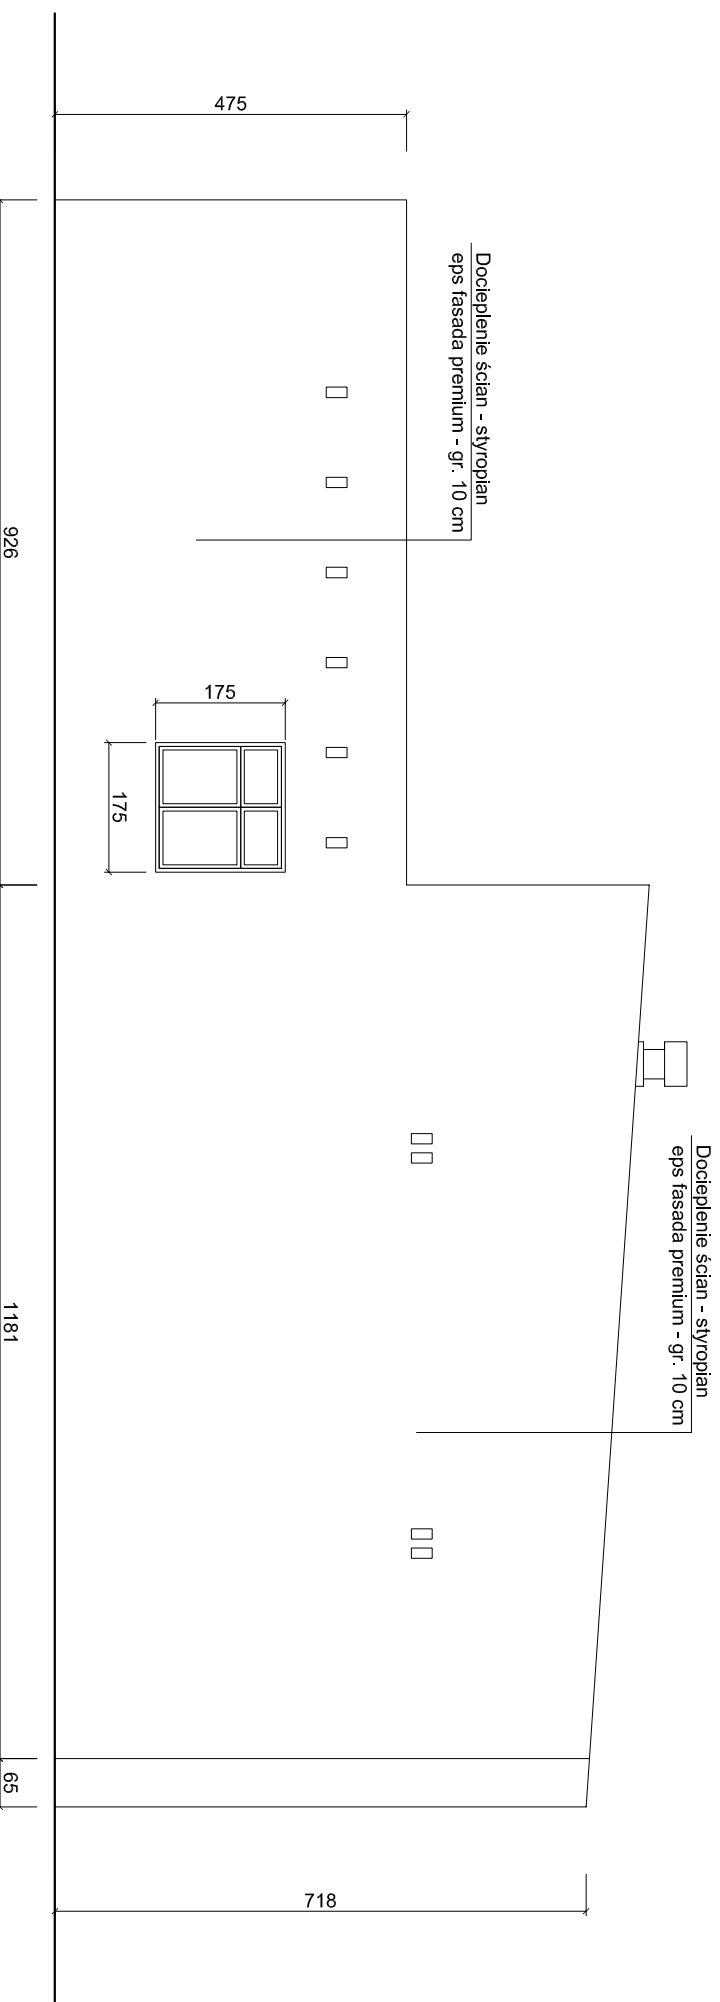 475
Docieplenie ścian - styropian
eps fasada premium - gr. 10 cm
926
175
175
Docieplenie ścian - styropian
eps fasada premium - gr. 10 cm
1181
65
718